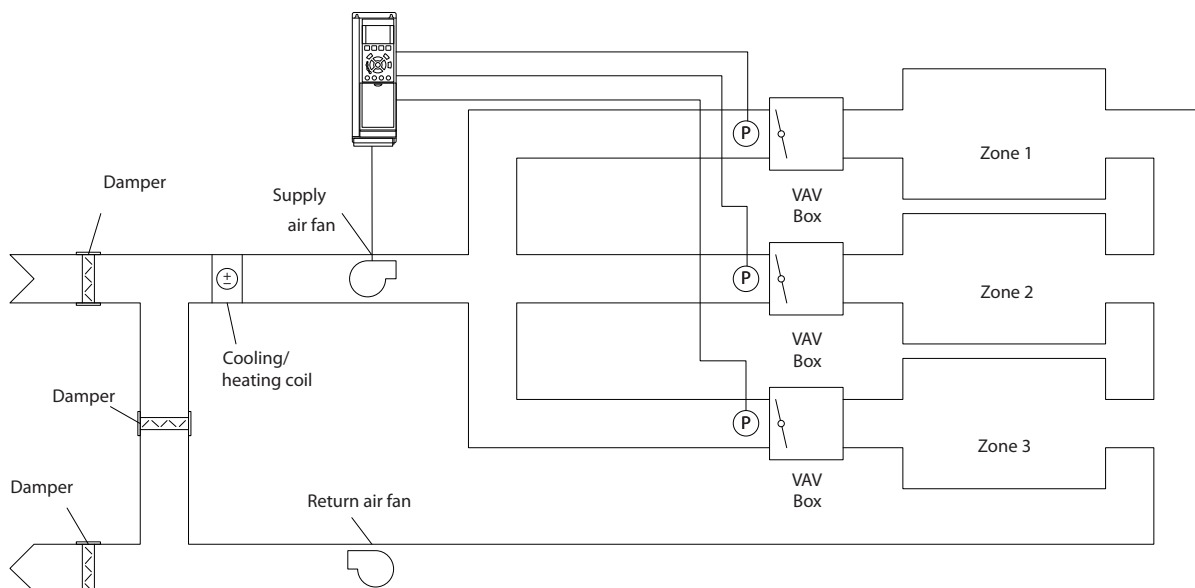 Damper
Supply
air fan
P
VAV
Box
Zone 1
P
VAV
Box
Zone 2
Cooling/
heating coil
Damper
P
VAV
Box
Zone 3
Damper
Return air fan